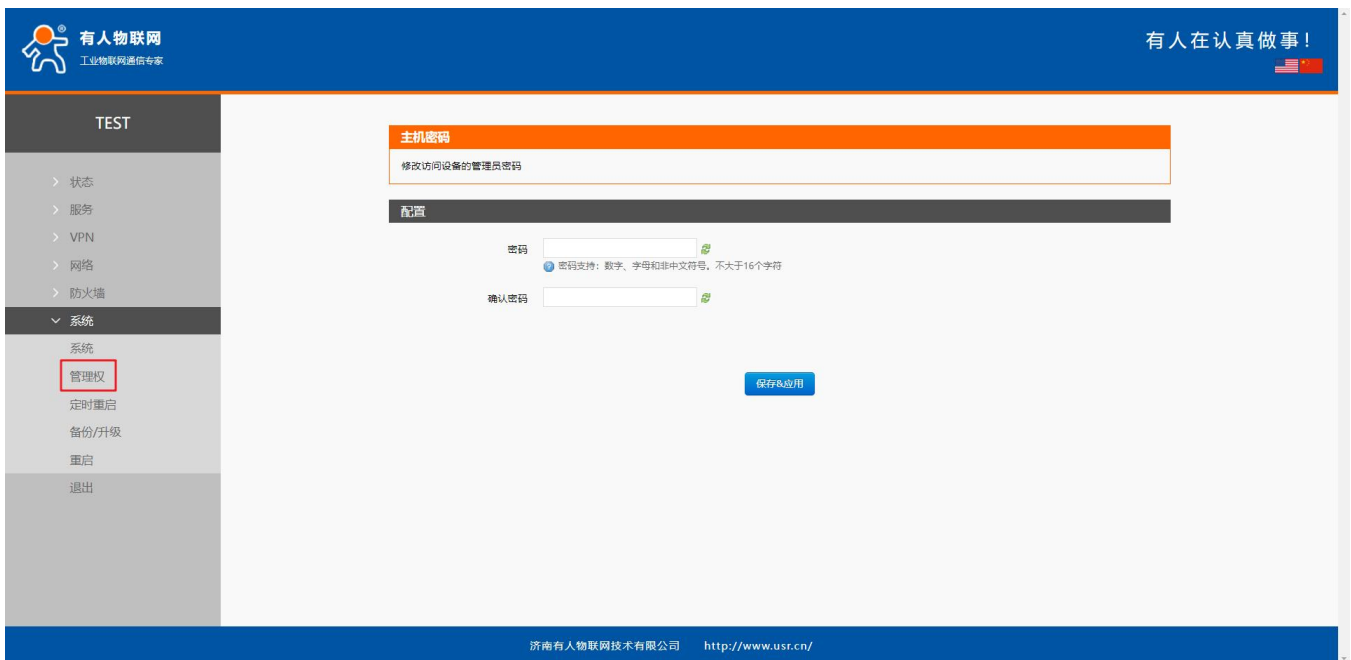 有人物联网
工业物联网通信专家
有人在认真做事！
TEST
状态
服务
VPN
网络
防火墙
系统
系统
管理权
定时重启
备份/升级
重启
退出
主机密码
修改访问设备的管理员密码
配置
密码
密码支持：数字、字母和非中文符号，不大于16个字符
确认密码
保存&应用
济南有人物联网技术有限公司 http://www.usr.cn/